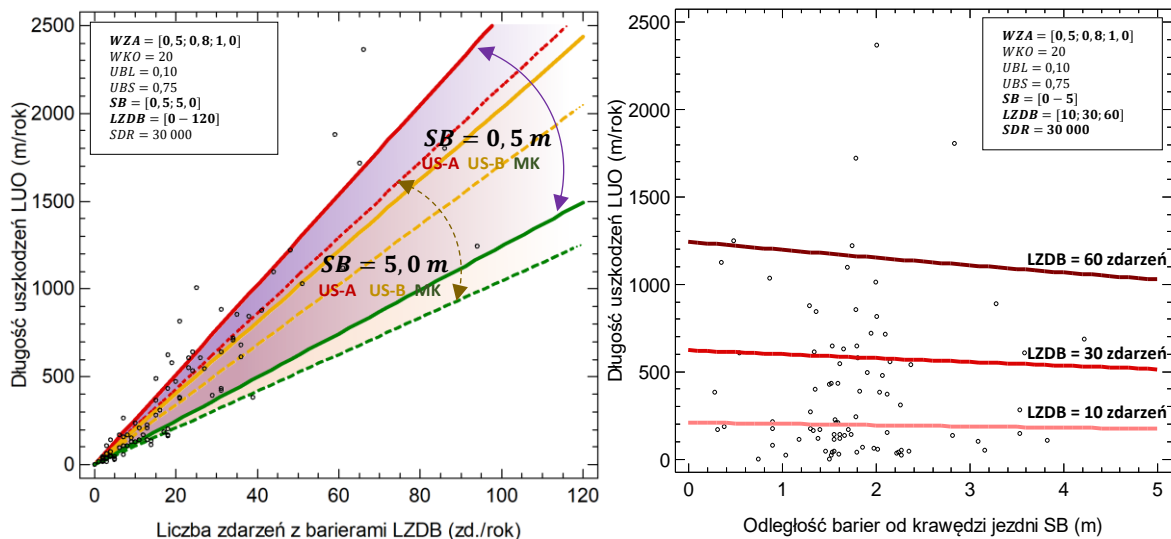 WZA = [0,5; 0,8; 1,0]
WKO = 20
UBL = 0,10
UBS = 0,75
SB = [0,5; 5,0]
LZDB = [0 – 120]
SDR = 30 000
SB = 0,5 m
US-A US-B MK
SB = 5,0 m
US-A US-B MK
2500
2000
1500
1000
500
0
Długość uszkodzeń LUO (m/rok)
0 20 40 60 80 100 120
Liczba zdarzeń z barierami LZDB (zd./rok)
WZA = [0,5; 0,8; 1,0]
WKO = 20
UBL = 0,10
UBS = 0,75
SB = [0 – 5]
LZDB = [10; 30; 60]
SDR = 30 000
LZDB = 60 zdarzeń
LZDB = 30 zdarzeń
LZDB = 10 zdarzeń
2500
2000
1500
1000
500
0
Długość uszkodzeń LUO (m/rok)
0 1 2 3 4 5
Odległość barier od krawędzi jezdni SB (m)